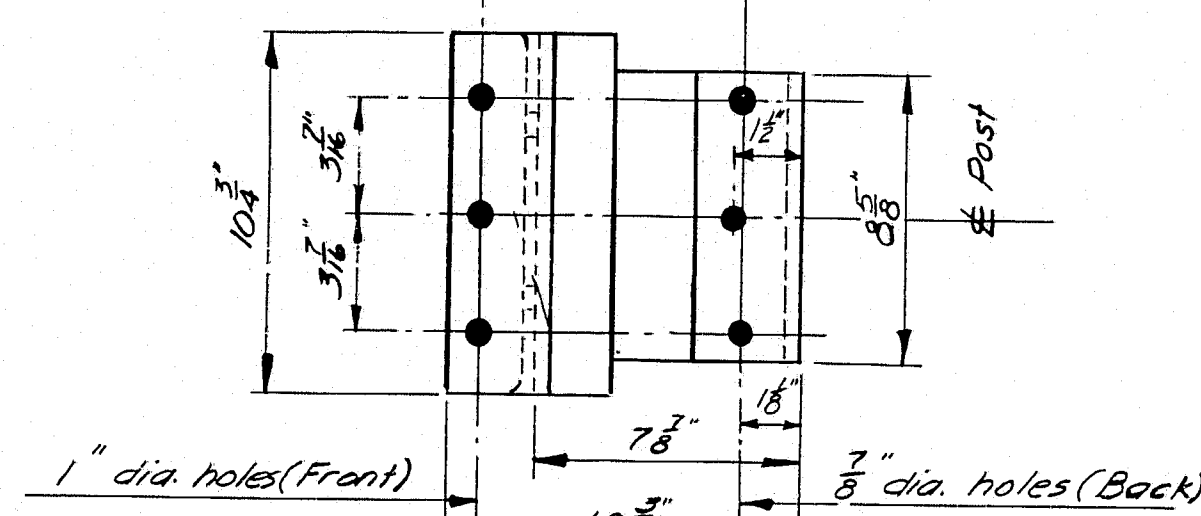 1 1/2"
3 7/16"
10 3/4"
3 7/16"
8 5/8"
℄ Post
1 1/8"
7 7/8"
1" dia. holes (Front)
7/8" dia. holes (Back)